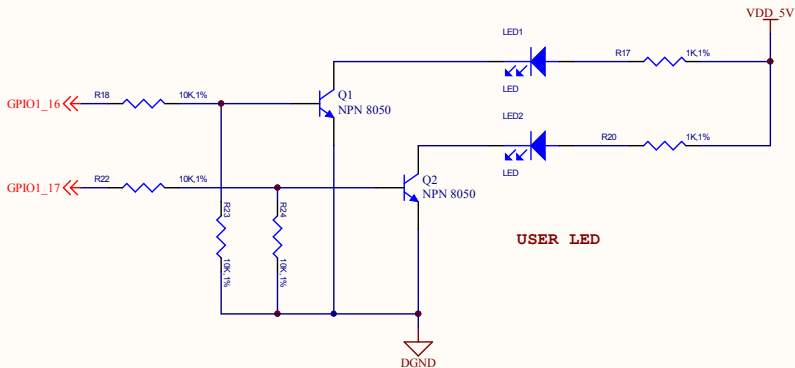 VDD_5V
LED1
R17
1K,1%
LED
R18
10K,1%
Q1
GPIO1_16
NPN 8050
LED2
R20
1K,1%
LED
R22
10K,1%
Q2
GPIO1_17
NPN 8050
R23
R24
USER LED
10K,1%
10K,1%
DGND